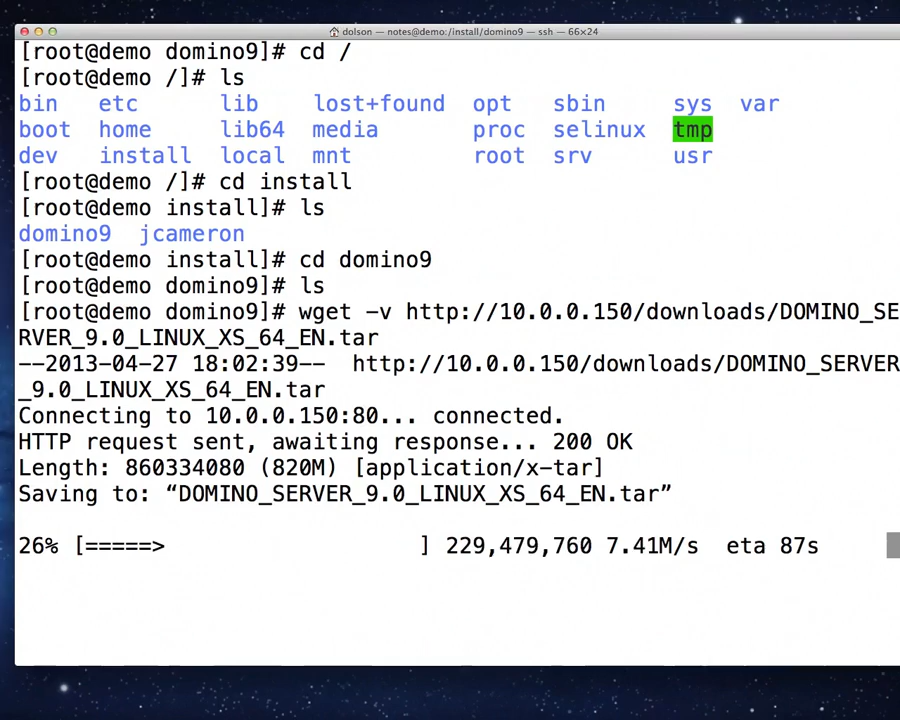 dolson — notes@demo:/install/domino9 — ssh — 66×24
[root@demo domino9]# cd /
[root@demo /]# ls
bin etc lib lost+found opt sbin sys var
boot home lib64 media proc selinux tmp
dev install local mnt root srv usr
[root@demo /]# cd install
[root@demo install]# ls
domino9 jcameron
[root@demo install]# cd domino9
[root@demo domino9]# ls
[root@demo domino9]# wget -v http://10.0.0.150/downloads/DOMINO_SE
RVER_9.0_LINUX_XS_64_EN.tar
--2013-04-27 18:02:39-- http://10.0.0.150/downloads/DOMINO_SERVER
_9.0_LINUX_XS_64_EN.tar
Connecting to 10.0.0.150:80... connected.
HTTP request sent, awaiting response... 200 OK
Length: 860334080 (820M) [application/x-tar]
Saving to: “DOMINO_SERVER_9.0_LINUX_XS_64_EN.tar”
26% [=====> ] 229,479,760 7.41M/s eta 87s